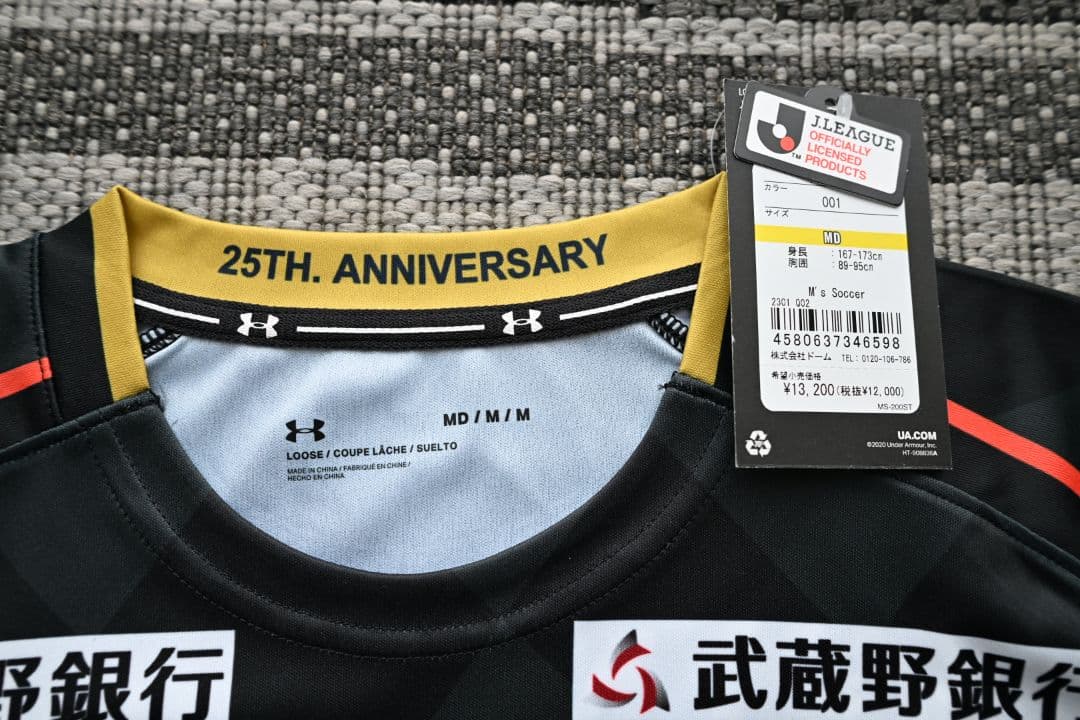 25TH. ANNIVERSARY
MD / M / M
LOOSE / COUPE LÂCHE / SUELTO
MADE IN CHINA / FABRIQUÉ EN CHINE /
HECHO EN CHINA
J.LEAGUE
OFFICIALLY
LICENSED
PRODUCTS
TM
カラー
001
サイズ
MD
身長 : 167-173cm
胸囲 : 89-95cm
M's Soccer
2301 002
4580637346598
株式会社ドーム TEL: 0120-106-786
希望小売価格
¥13,200(税抜¥12,000)
MS-200ST
UA.COM
©2020 Under Armour, Inc.
HT-908636A
野銀行
武蔵野銀行